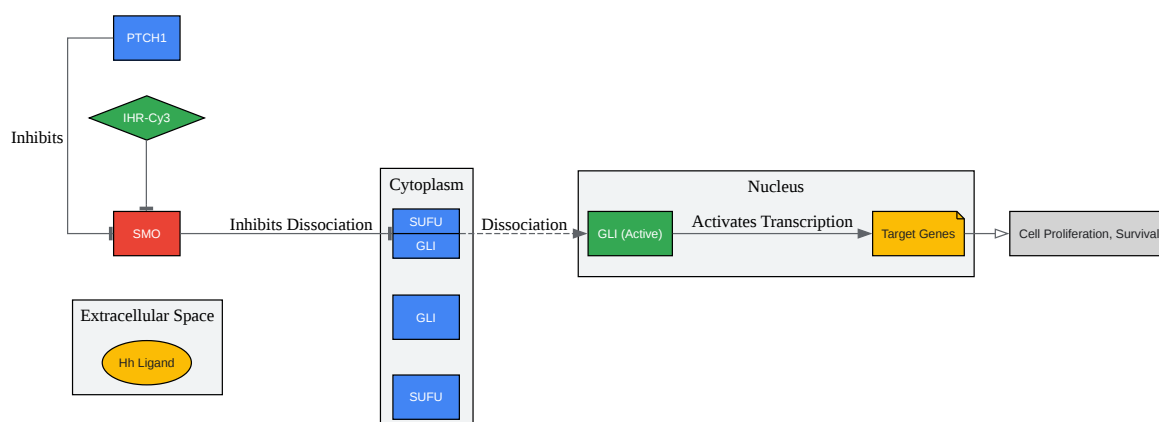 PTCH1
IHR-Cy3
Inhibits
SMO
Inhibits Dissociation
Cytoplasm
SUFU
GLI
Dissociation
Nucleus
GLI (Active)
Activates Transcription
Target Genes
Cell Proliferation, Survival
GLI
SUFU
Extracellular Space
Hh Ligand